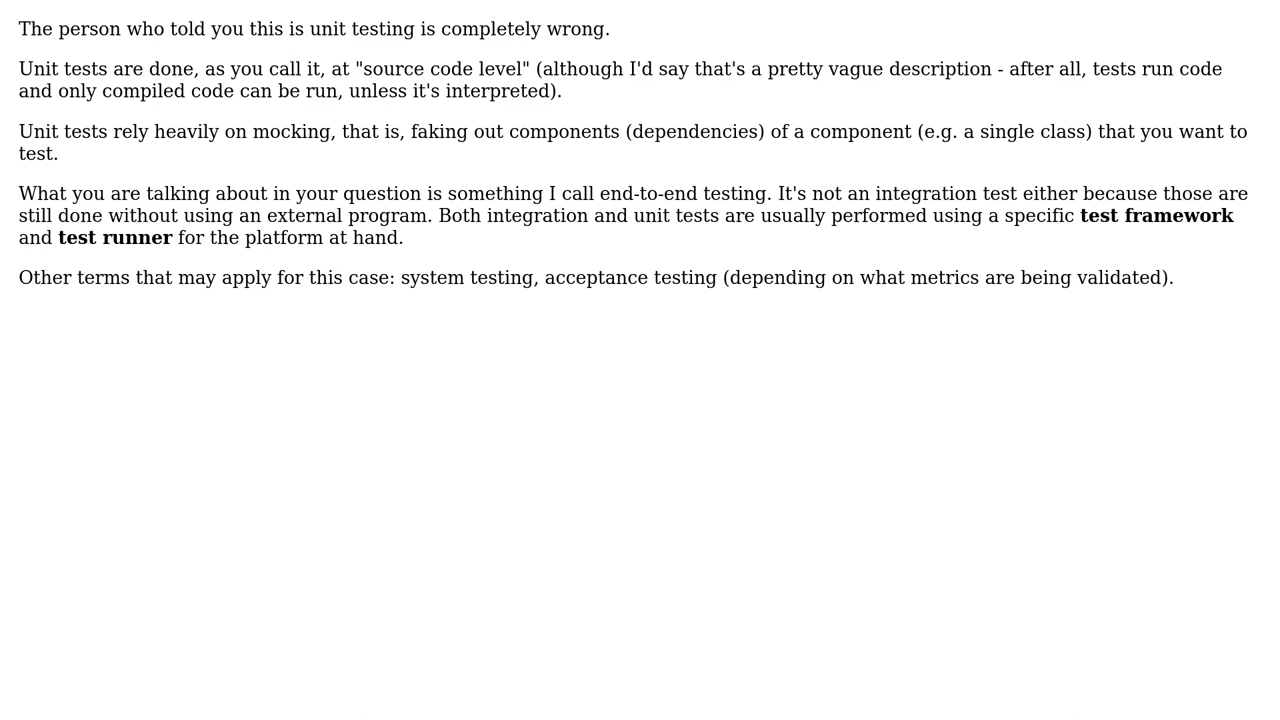 The person who told you this is unit testing is completely wrong.
Unit tests are done, as you call it, at "source code level" (although I'd say that's a pretty vague description - after all, tests run code
and only compiled code can be run, unless it's interpreted).
Unit tests rely heavily on mocking, that is, faking out components (dependencies) of a component (e.g. a single class) that you want to
test.
What you are talking about in your question is something I call end-to-end testing. It's not an integration test either because those are
still done without using an external program. Both integration and unit tests are usually performed using a specific test framework
and test runner for the platform at hand.
Other terms that may apply for this case: system testing, acceptance testing (depending on what metrics are being validated).